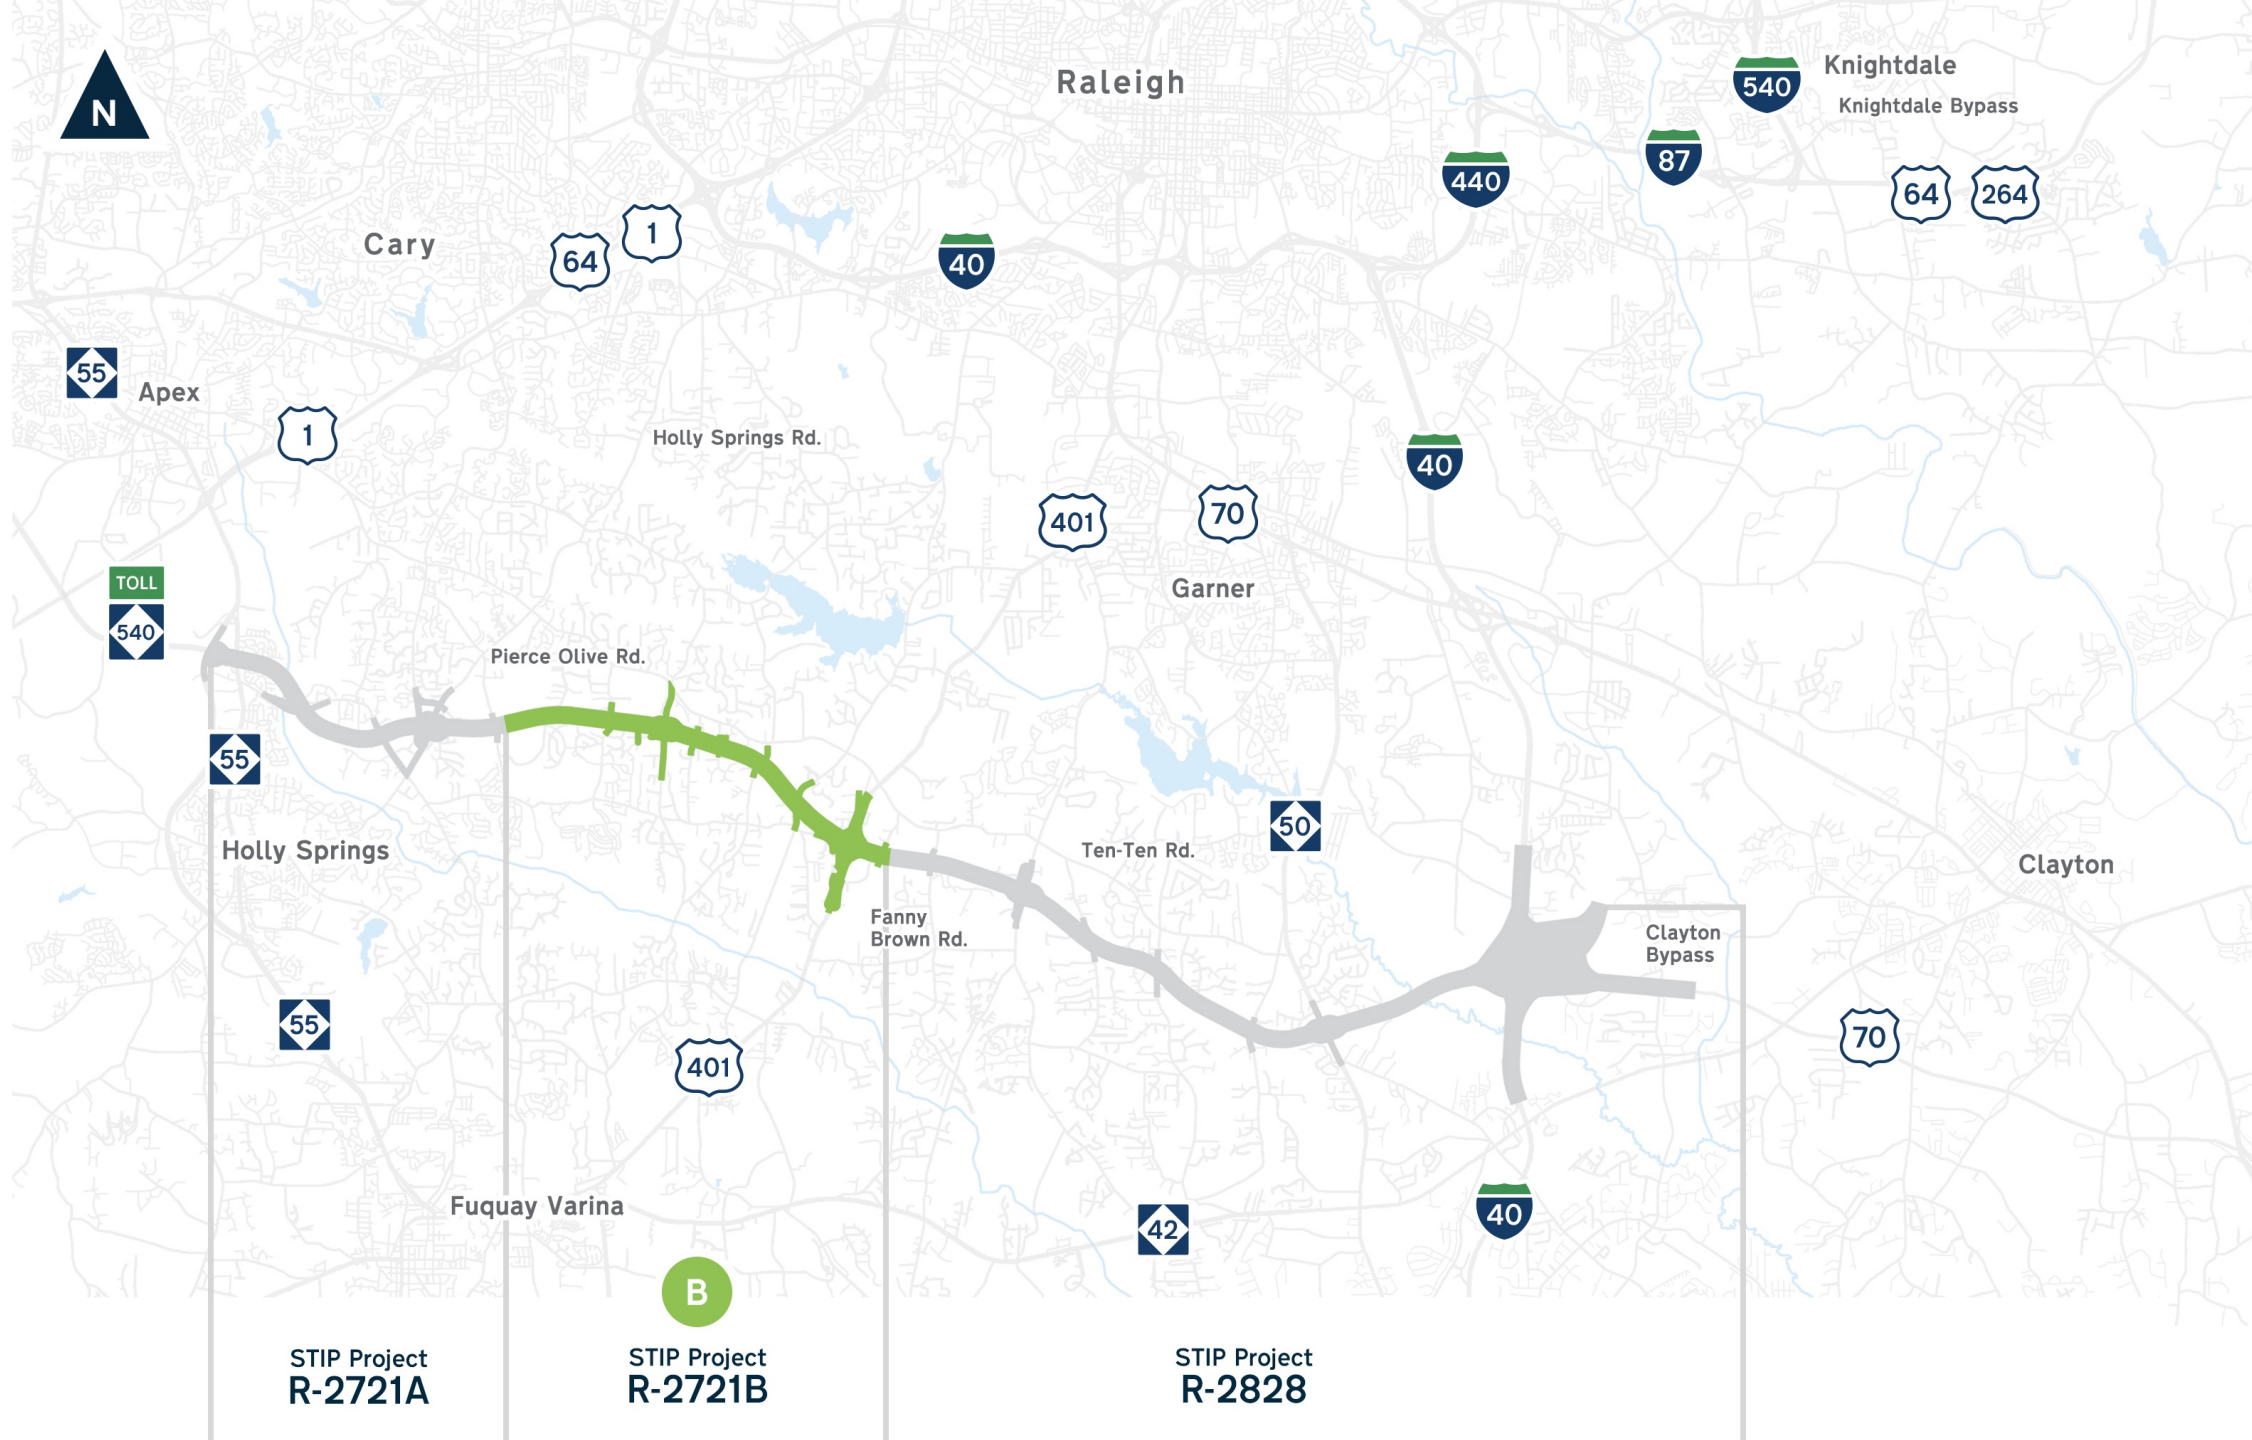 Raleigh
540
Knightdale
Knightdale Bypass
N
87
440
64
264
Cary
64
1
40
55
Apex
1
Holly Springs Rd.
40
401
70
TOLL
540
Garner
Pierce Olive Rd.
55
Holly Springs
50
Ten-Ten Rd.
Clayton
Fanny
Brown Rd.
Clayton
Bypass
55
401
70
Fuquay Varina
42
40
B
STIP Project
R-2721A
STIP Project
R-2721B
STIP Project
R-2828